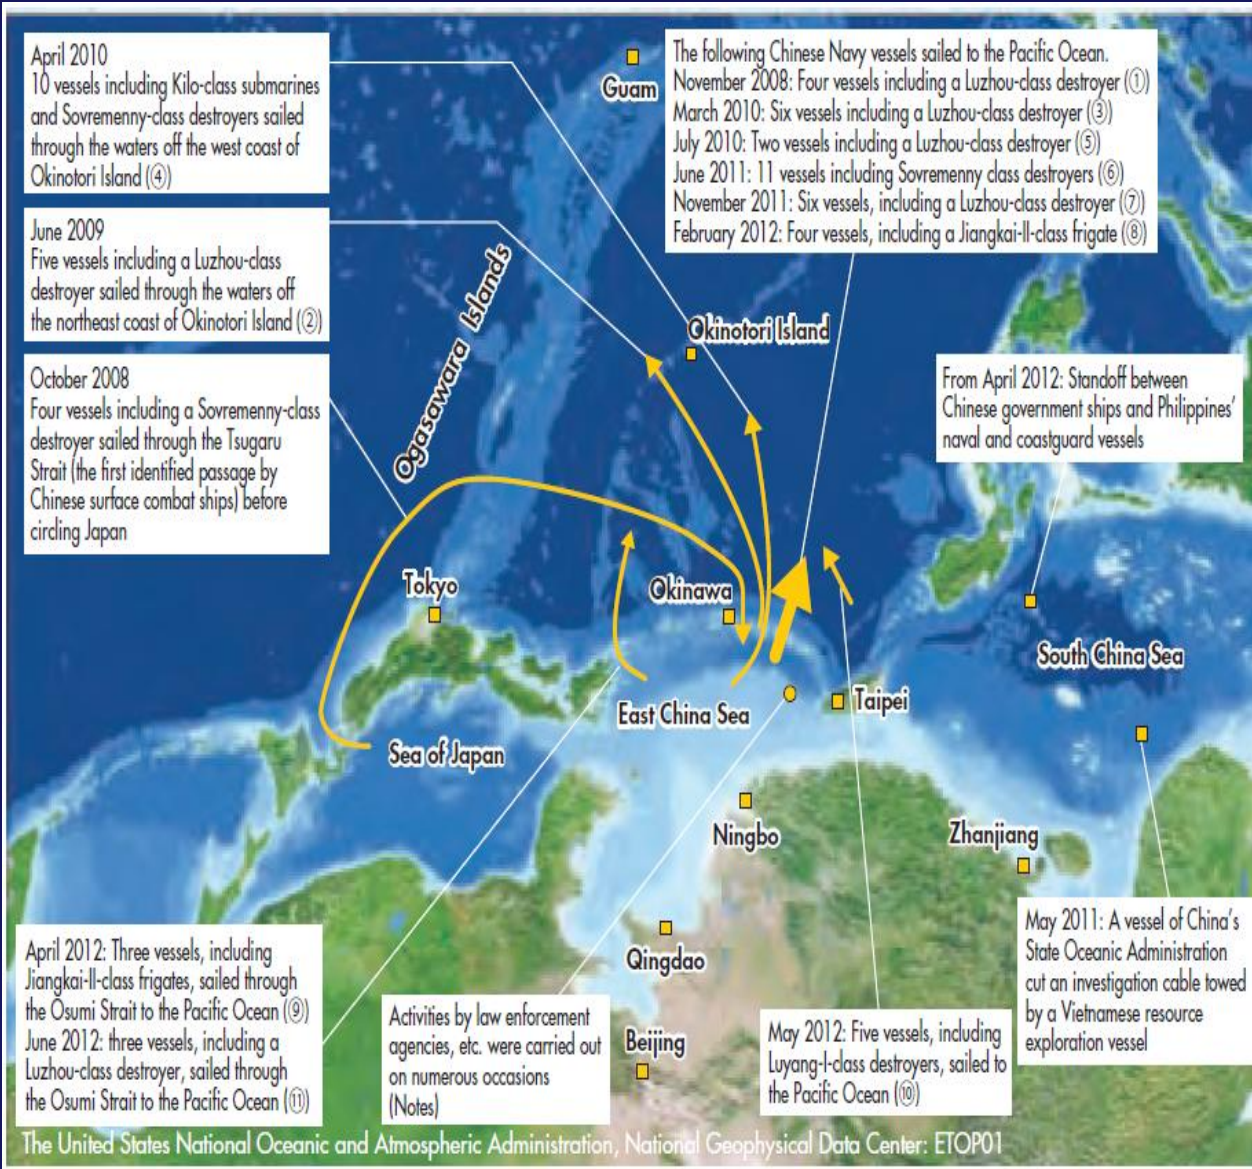 April 2010
10 vessels including Kilo-class submarines
and Sovremenny-class destroyers sailed
through the waters off the west coast of
Okinotori Island (④)
Guam
The following Chinese Navy vessels sailed to the Pacific Ocean.
November 2008: Four vessels including a Luzhou-class destroyer (①)
March 2010: Six vessels including a Luzhou-class destroyer (③)
July 2010: Two vessels including a Luzhou-class destroyer (⑤)
June 2011: 11 vessels including Sovremenny class destroyers (⑥)
November 2011: Six vessels, including a Luzhou-class destroyer (⑦)
February 2012: Four vessels, including a Jiangkai-II-class frigate (⑧)
June 2009
Five vessels including a Luzhou-class
destroyer sailed through the waters off
the northeast coast of Okinotori Island (②)
Ogasawara Islands
Okinotori Island
October 2008
Four vessels including a Sovremenny-class
destroyer sailed through the Tsugaru
Strait (the first identified passage by
Chinese surface combat ships) before
circling Japan
From April 2012: Standoff between
Chinese government ships and Philippines'
naval and coastguard vessels
Tokyo
Okinawa
South China Sea
East China Sea
Taipei
Sea of Japan
Ningbo
Zhanjiang
Qingdao
Beijing
April 2012: Three vessels, including
Jiangkai-II-class frigates, sailed through
the Osumi Strait to the Pacific Ocean (⑨)
June 2012: three vessels, including a
Luzhou-class destroyer, sailed through
the Osumi Strait to the Pacific Ocean (⑪)
Activities by law enforcement
agencies, etc. were carried out
on numerous occasions
(Notes)
May 2012: Five vessels, including
Luyang-I-class destroyers, sailed to
the Pacific Ocean (⑩)
May 2011: A vessel of China's
State Oceanic Administration
cut an investigation cable towed
by a Vietnamese resource
exploration vessel
The United States National Oceanic and Atmospheric Administration, National Geophysical Data Center: ETOP01